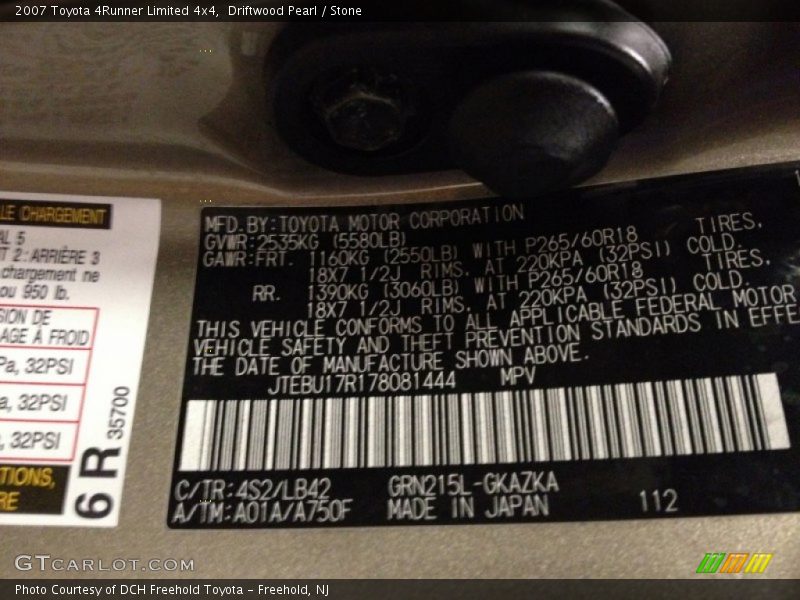 2007 Toyota 4Runner Limited 4x4, Driftwood Pearl / Stone
LE CHARGEMENT
AL 5
T 2: ARRIÈRE 3
chargement ne
ou 950 lb.
SION DE
LAGE À FROID
Pa, 32PSI
a, 32PSI
, 32PSI
TIONS,
RE
6R 35700
MFD. BY: TOYOTA MOTOR CORPORATION
GVWR: 2535KG (5580LB)
GAWR: FRT. 1160KG (2550LB) WITH P265/60R18 TIRES,
18X7 1/2J RIMS, AT 220KPA (32PSI) COLD.
RR. 1390KG (3060LB) WITH P265/60R18 TIRES,
18X7 1/2J RIMS, AT 220KPA (32PSI) COLD.
THIS VEHICLE CONFORMS TO ALL APPLICABLE FEDERAL MOTOR
VEHICLE SAFETY AND THEFT PREVENTION STANDARDS IN EFFE
THE DATE OF MANUFACTURE SHOWN ABOVE.
JTEBU17R178081444 MPV
C/TR: 4S2/LB42 GRN215L-GKAZKA
A/TM: A01A/A750F MADE IN JAPAN 112
GTCARLOT.COM
Photo Courtesy of DCH Freehold Toyota – Freehold, NJ